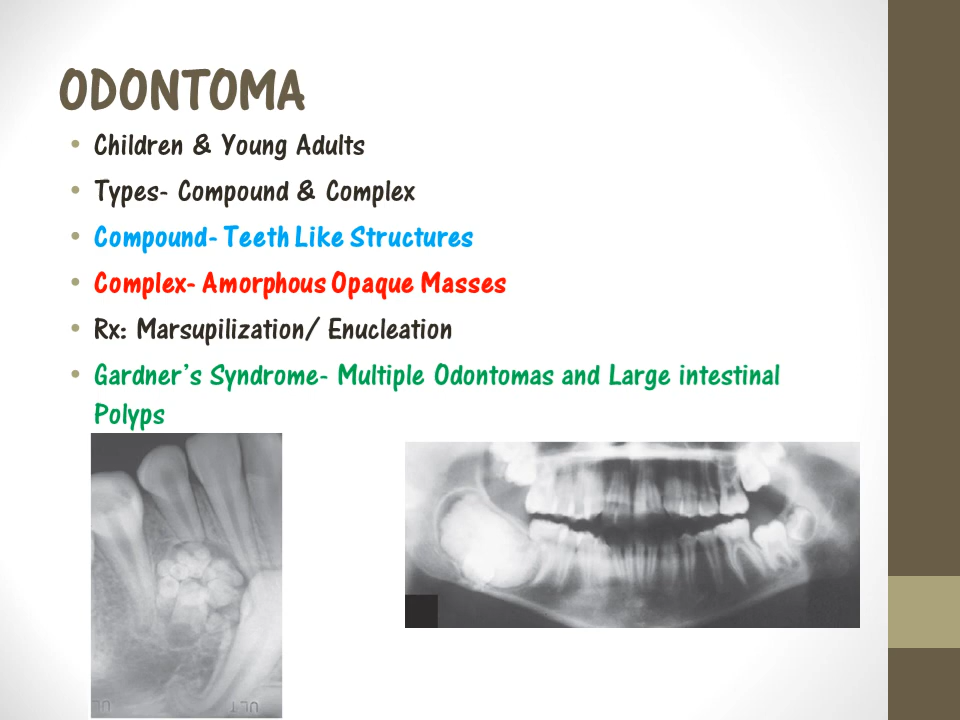 ODONTOMA
• Children & Young Adults
• Types- Compound & Complex
• Compound- Teeth Like Structures
• Complex- Amorphous Opaque Masses
• Rx: Marsupilization/ Enucleation
• Gardner's Syndrome- Multiple Odontomas and Large intestinal
Polyps